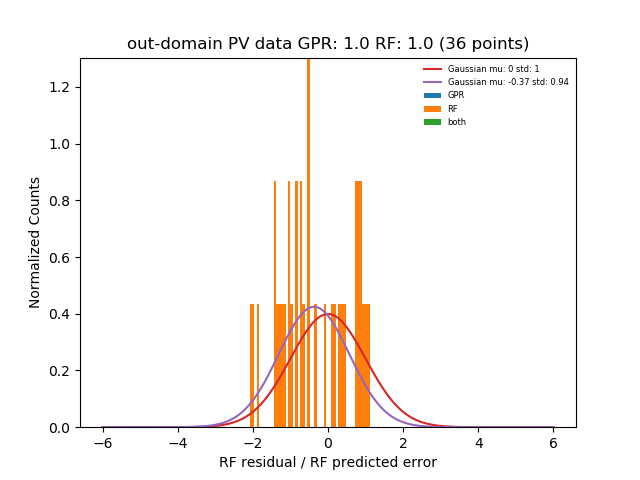 out-domain PV data GPR: 1.0 RF: 1.0 (36 points)
Gaussian mu: 0 std: 1
Gaussian mu: -0.37 std: 0.94
GPR
RF
both
Normalized Counts
1.2
1.0
0.8
0.6
0.4
0.2
0.0
−6
−4
−2
0
2
4
6
RF residual / RF predicted error